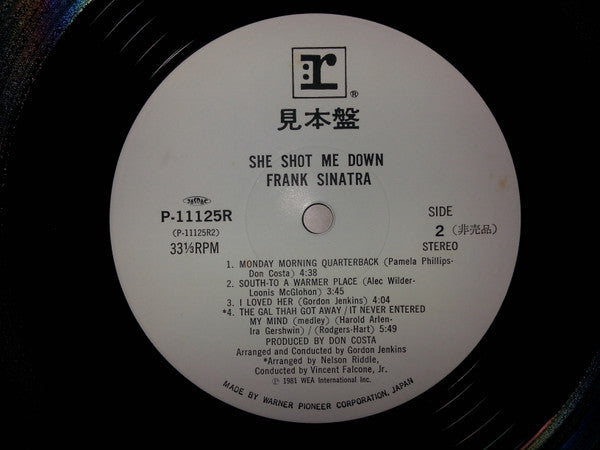 :r
®
見本盤
SHE SHOT ME DOWN
FRANK SINATRA
P-11125R
(P-11125R2)
33⅓RPM
SIDE
2 (非売品)
STEREO
1. MONDAY MORNING QUARTERBACK (Pamela Phillips-
Don Costa) 4:38
2. SOUTH-TO A WARMER PLACE (Alec Wilder-
Loonis McGlohon) 3:45
3. I LOVED HER (Gordon Jenkins) 4:04
*4. THE GAL THAH GOT AWAY / IT NEVER ENTERED
MY MIND (medley) (Harold Arlen-
Ira Gershwin) / (Rodgers-Hart) 5:49
PRODUCED BY DON COSTA
Arranged and Conducted by Gordon Jenkins
*Arranged by Nelson Riddle,
Conducted by Vincent Falcone, Jr.
℗ 1981 WEA International Inc.
MADE BY WARNER PIONEER CORPORATION, JAPAN